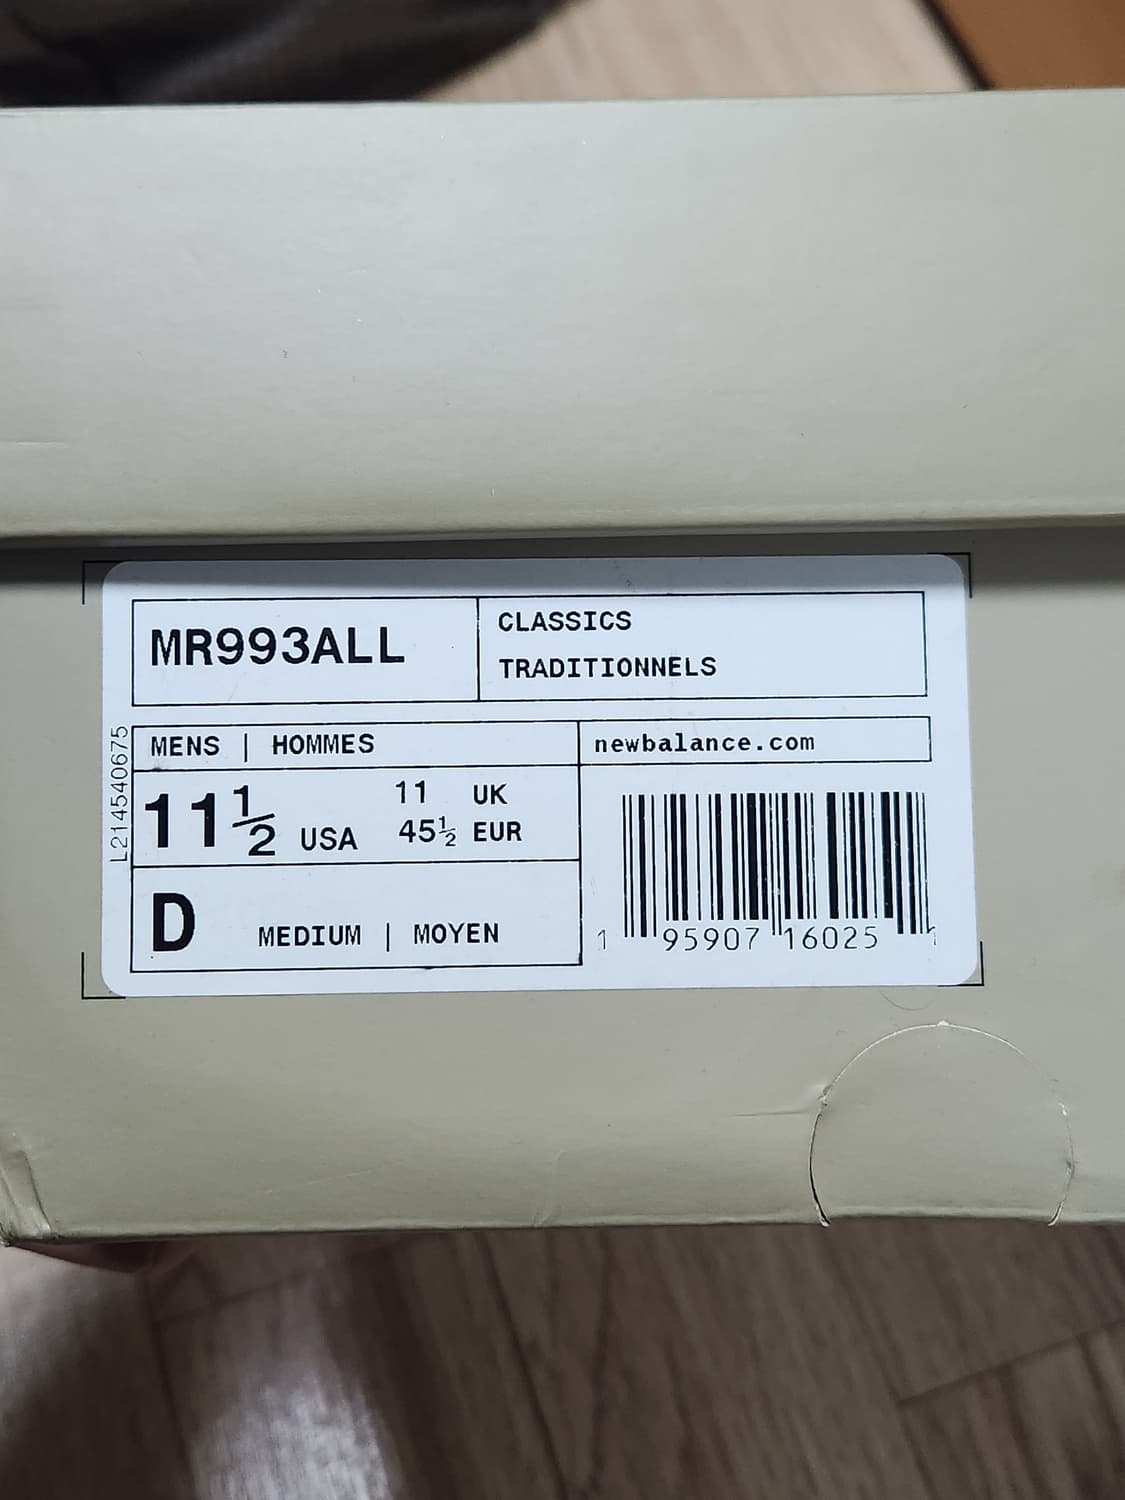 MR993ALL
CLASSICS
TRADITIONNELS
L214540675
MENS | HOMMES
newbalance.com
11½ USA
11 UK
45½ EUR
D MEDIUM | MOYEN
1 95907 16025 1